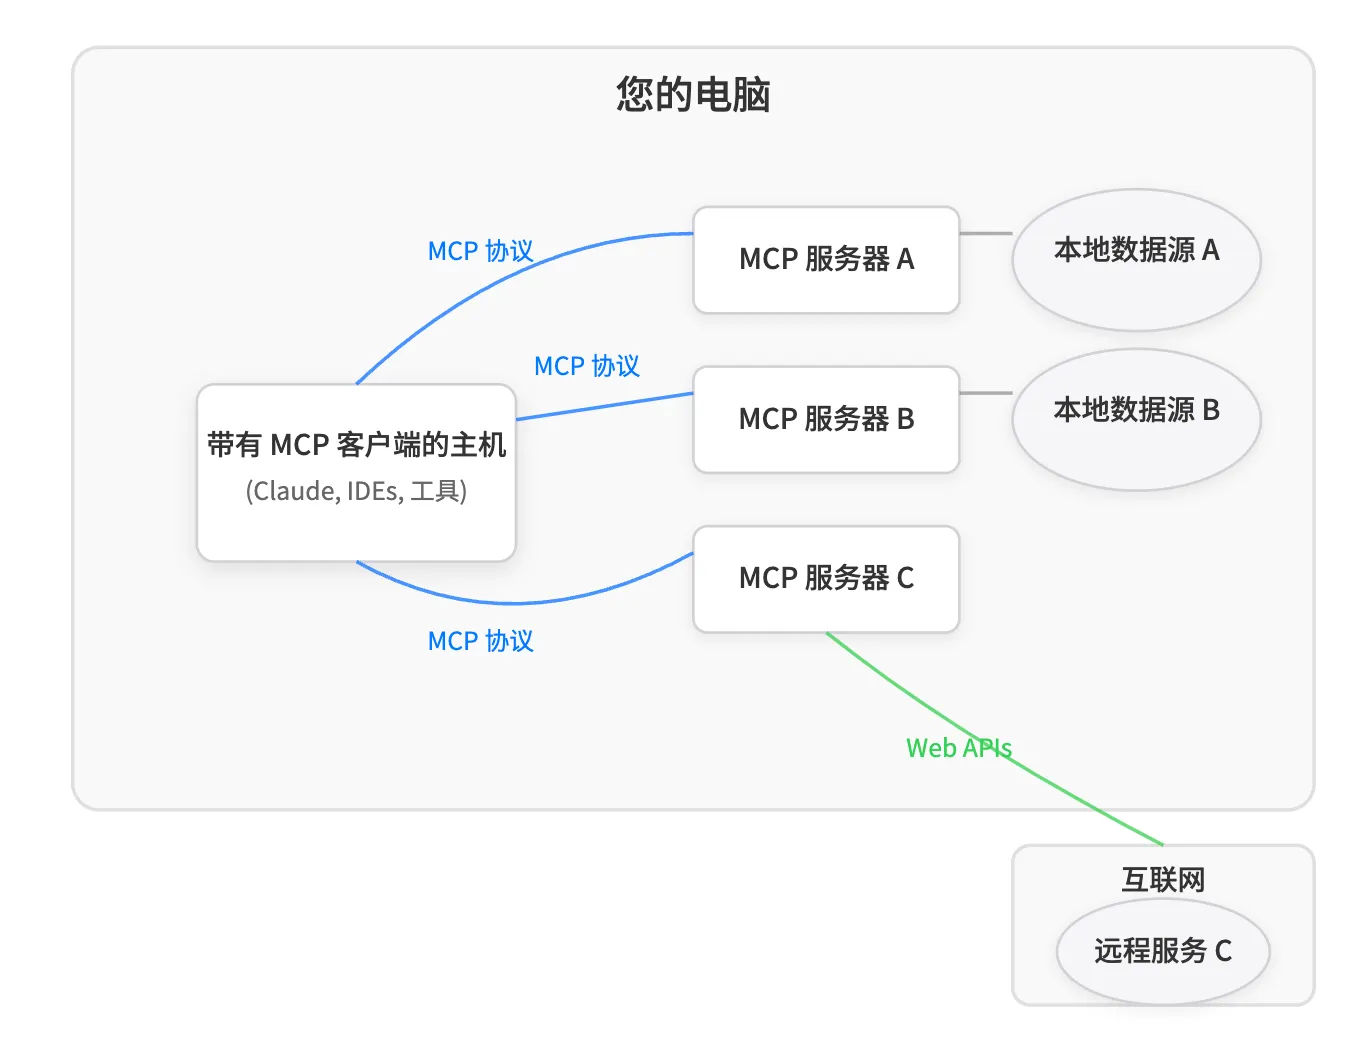 您的电脑
MCP 协议
MCP 服务器 A
本地数据源 A
MCP 协议
MCP 服务器 B
本地数据源 B
带有 MCP 客户端的主机
(Claude, IDEs, 工具)
MCP 服务器 C
MCP 协议
Web APIs
互联网
远程服务 C